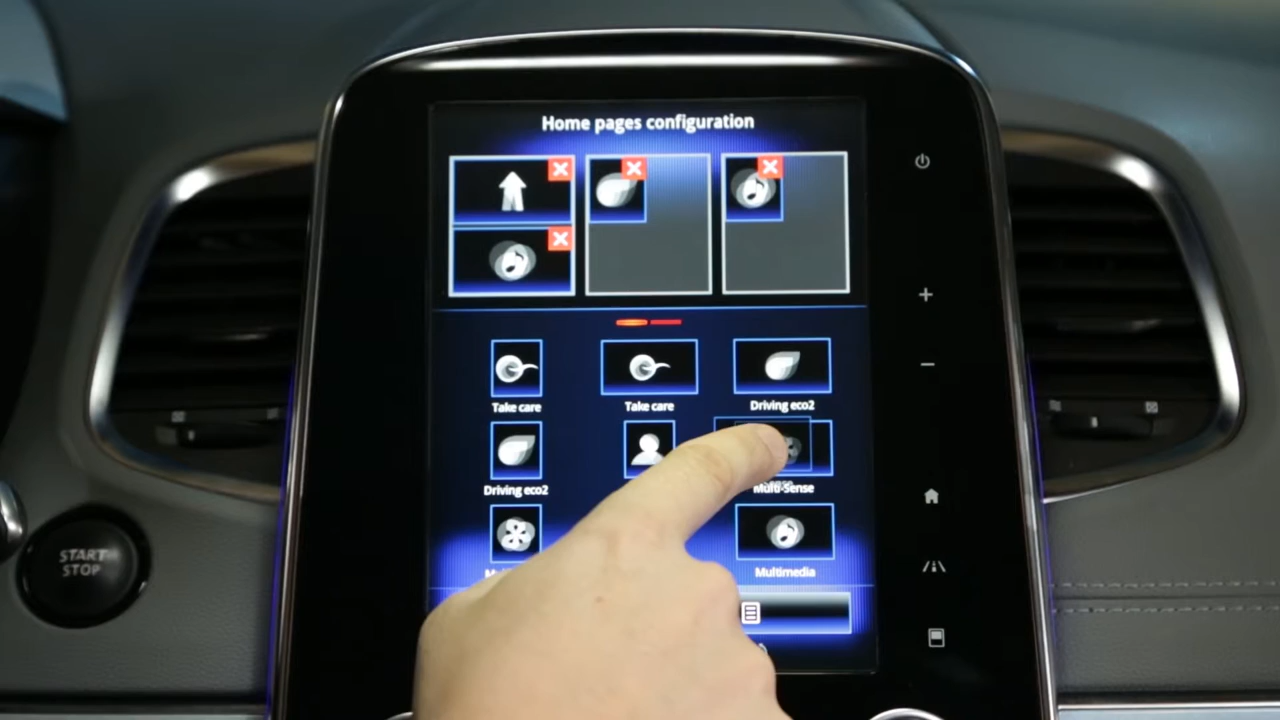 Home pages configuration
Take care
Take care
Driving eco2
Driving eco2
Multi-Sense
Multimedia
START
STOP